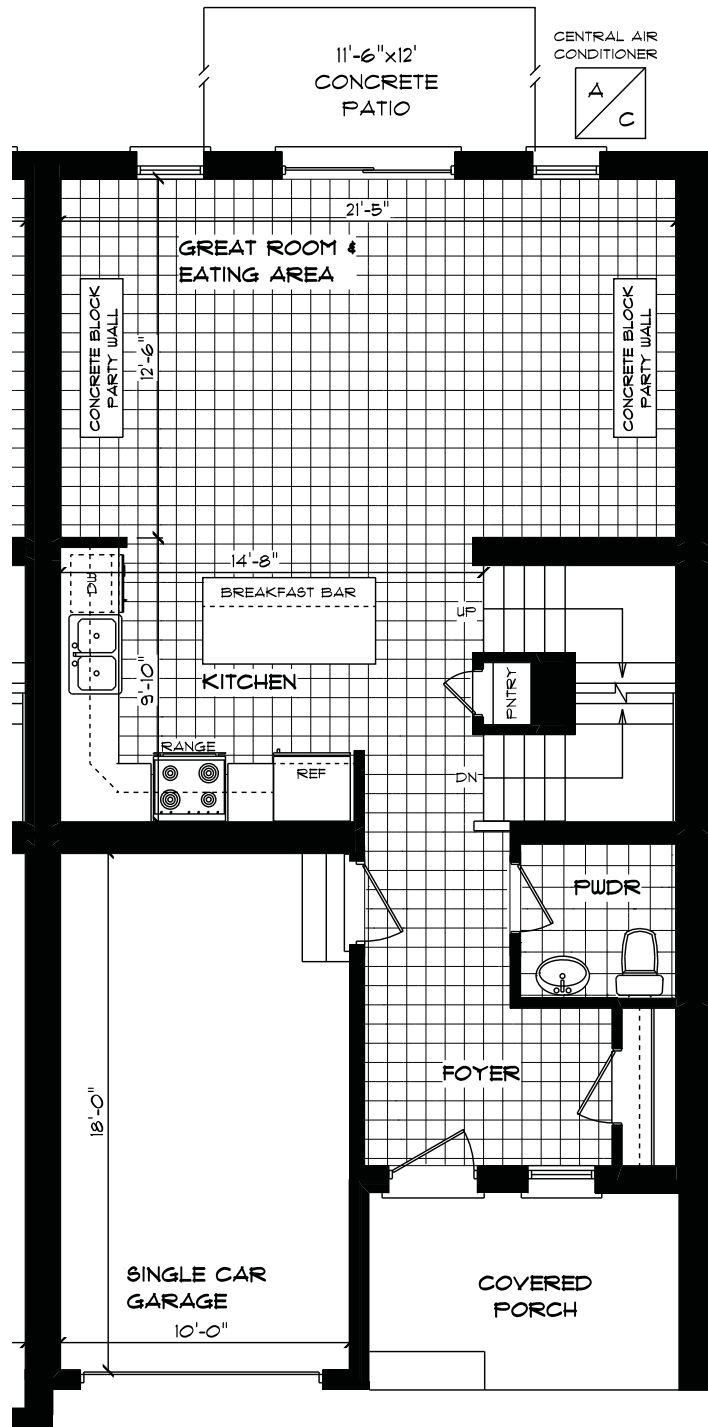 CENTRAL AIR
CONDITIONER
A
C
11'-6"x12'
CONCRETE
PATIO
21'-5"
GREAT ROOM &
EATING AREA
CONCRETE BLOCK
PARTY WALL
12'-6"
CONCRETE BLOCK
PARTY WALL
14'-8"
DW
BREAKFAST BAR
UP
KITCHEN
9'-10"
PNTRY
RANGE
REF
DN
PWDR
FOYER
18'-0"
SINGLE CAR
GARAGE
10'-0"
COVERED
PORCH